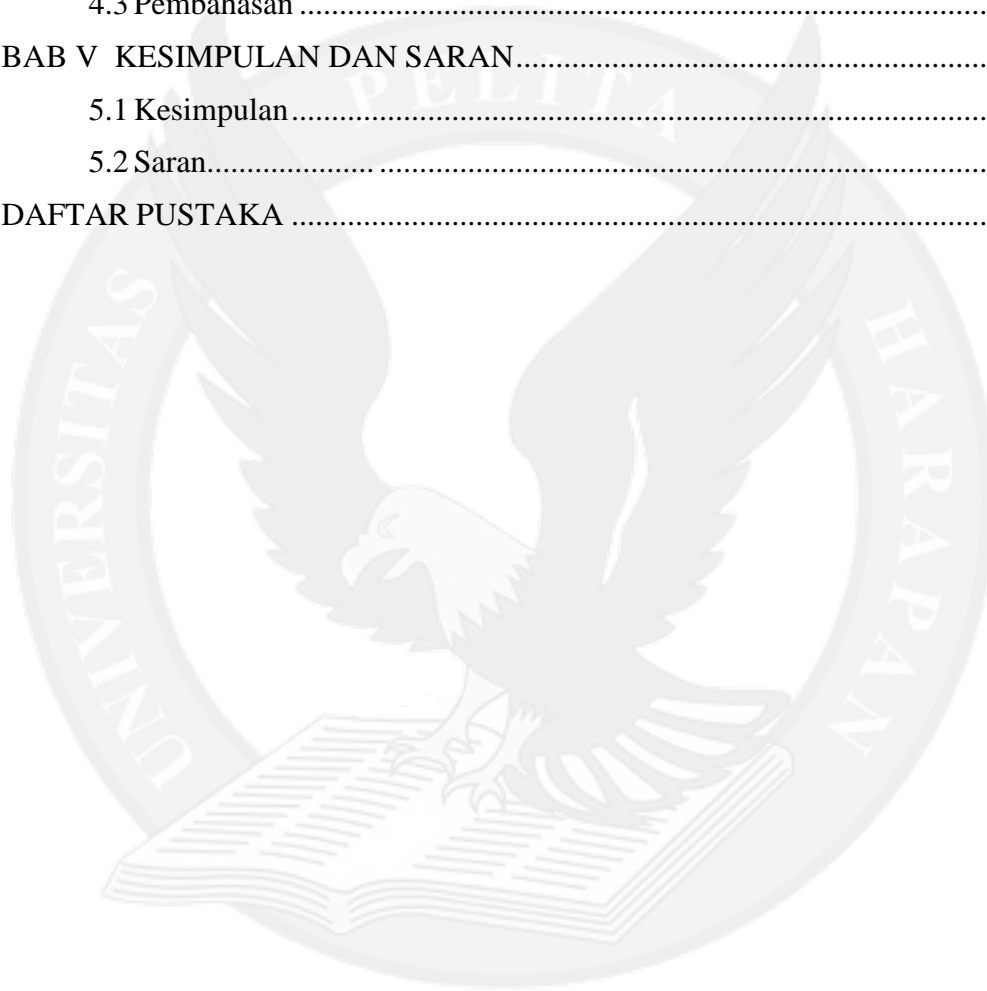 4.3 Pembahasan ........................................................................................
BAB V  KESIMPULAN DAN SARAN............................................................
5.1 Kesimpulan.........................................................................................
5.2 Saran..................... .............................................................................
DAFTAR PUSTAKA ........................................................................................
UNIVERSITAS PELITA HARAPAN